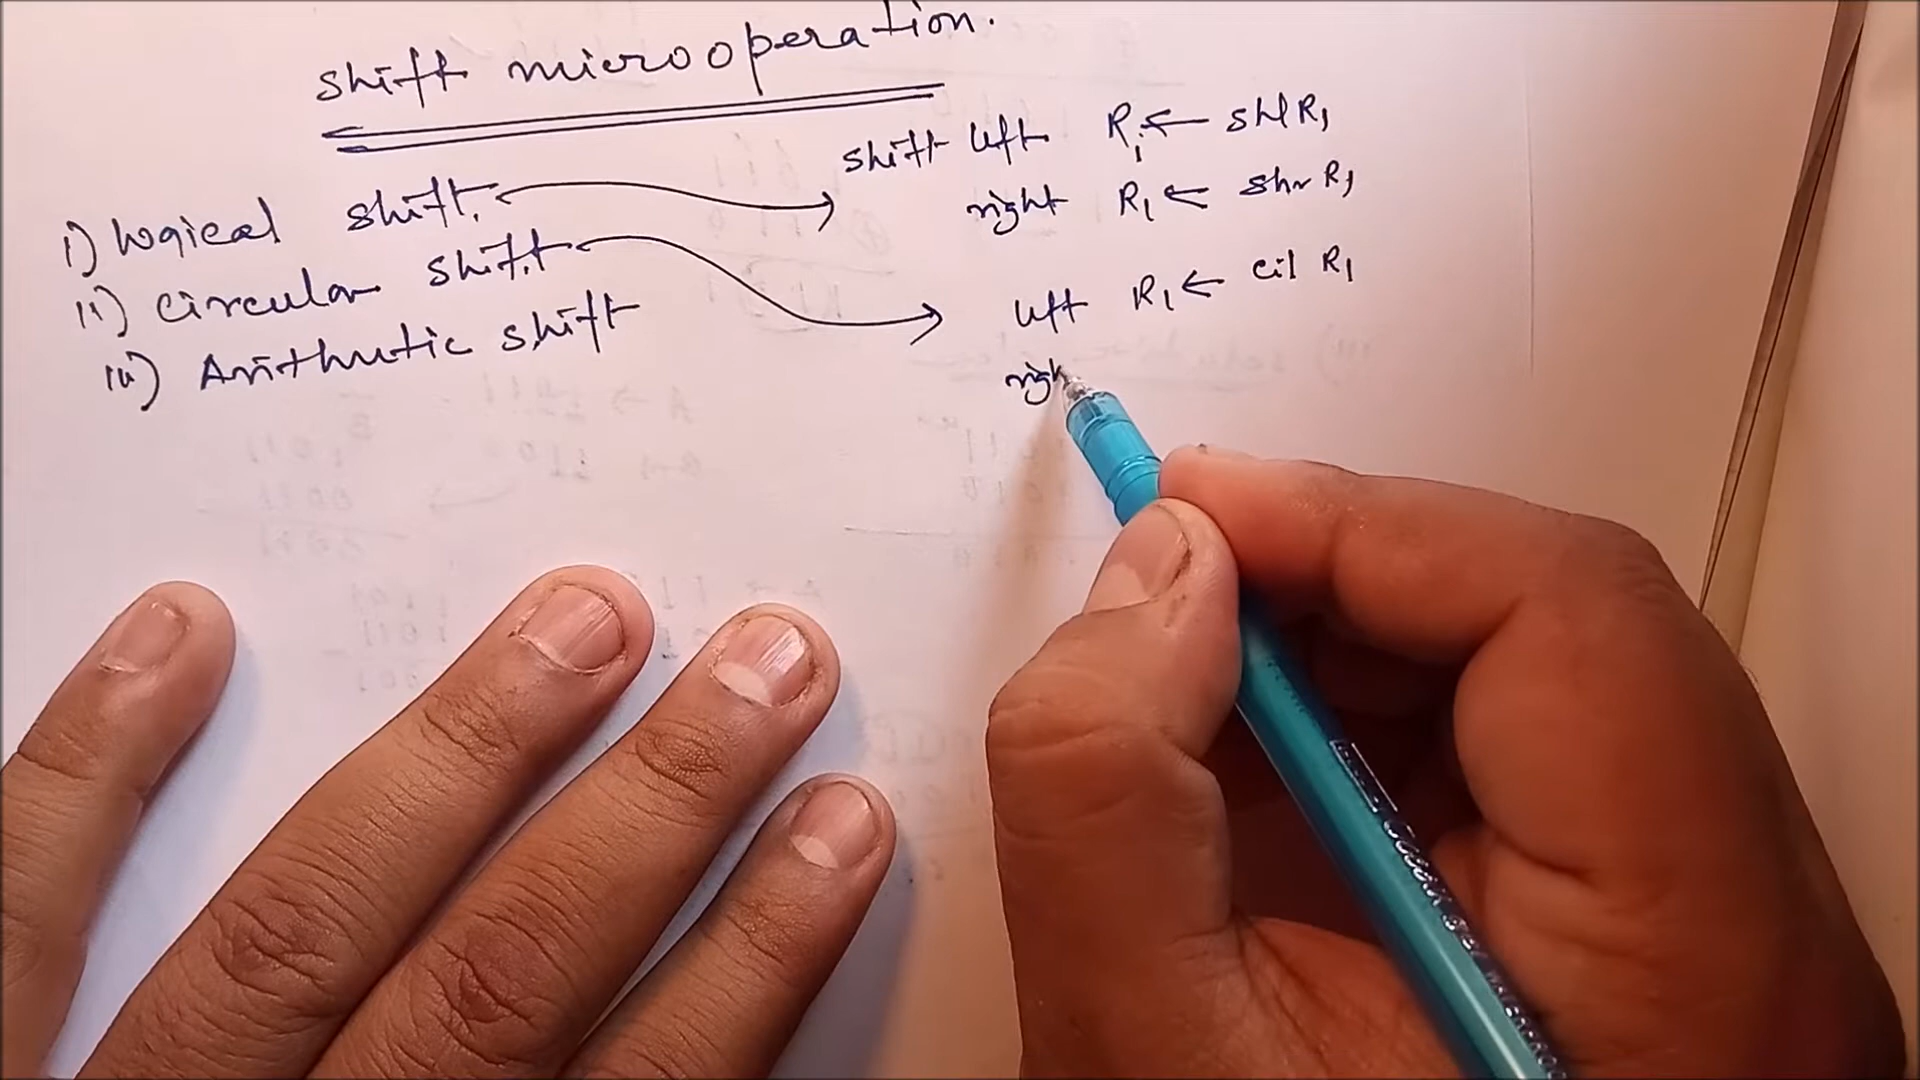 shift microoperation.
i) logical shift.
ii) circular shift.
iii) Arithmetic shift
shift left R1 ← shl R1
right R1 ← shr R1
left R1 ← cil R1
righ